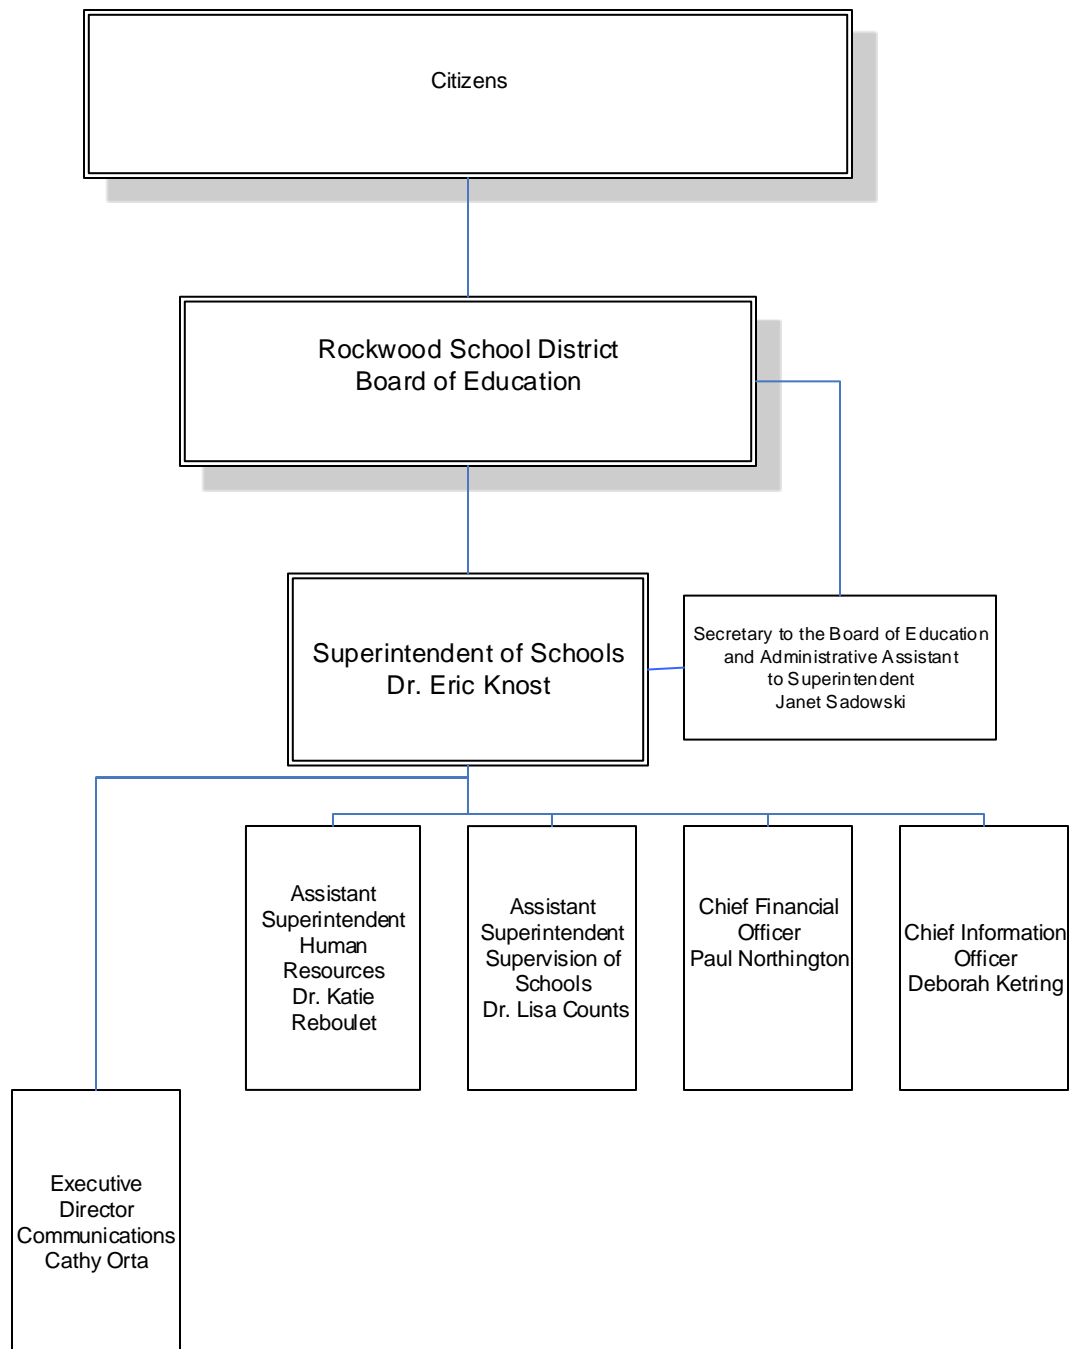 Citizens
Rockwood School District
Board of Education
Superintendent of Schools
Dr. Eric Knost
Secretary to the Board of Education
and Administrative Assistant
to Superintendent
Janet Sadowski
Assistant
Superintendent
Human
Resources
Dr. Katie
Reboulet
Assistant
Superintendent
Supervision of
Schools
Dr. Lisa Counts
Chief Financial
Officer
Paul Northington
Chief Information
Officer
Deborah Ketring
Executive
Director
Communications
Cathy Orta